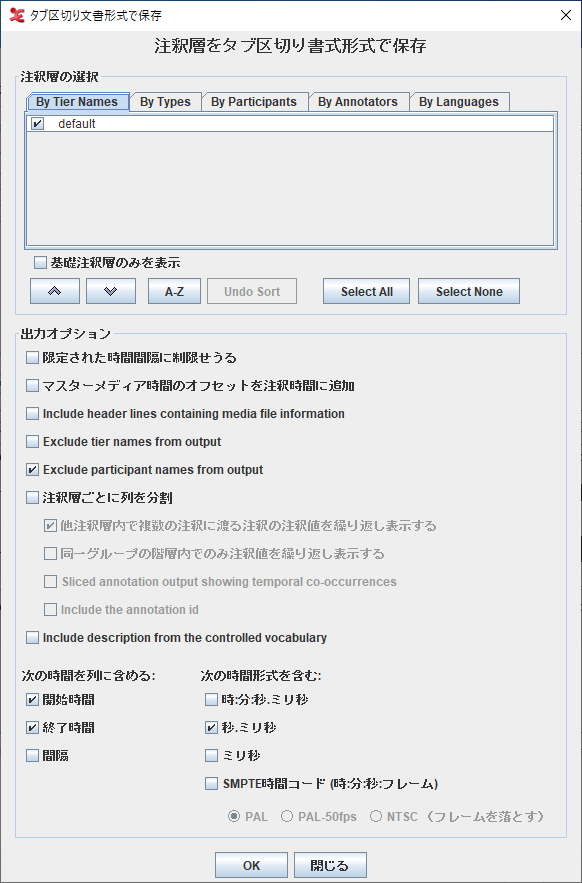 タブ区切り文書形式で保存
注釈層をタブ区切り書式形式で保存
注釈層の選択
By Tier Names By Types By Participants By Annotators By Languages
default
基礎注釈層のみを表示
A-Z Undo Sort Select All Select None
出力オプション
限定された時間間隔に制限せうる
マスターメディア時間のオフセットを注釈時間に追加
Include header lines containing media file information
Exclude tier names from output
Exclude participant names from output
注釈層ごとに列を分割
他注釈層内で複数の注釈に渡る注釈の注釈値を繰り返し表示する
同一グループの階層内でのみ注釈値を繰り返し表示する
Sliced annotation output showing temporal co-occurrences
Include the annotation id
Include description from the controlled vocabulary
次の時間を列に含める: 次の時間形式を含む:
開始時間 時:分:秒.ミリ秒
終了時間 秒.ミリ秒
間隔 ミリ秒
SMPTE時間コード (時:分:秒:フレーム)
PAL PAL-50fps NTSC （フレームを落とす）
OK 閉じる